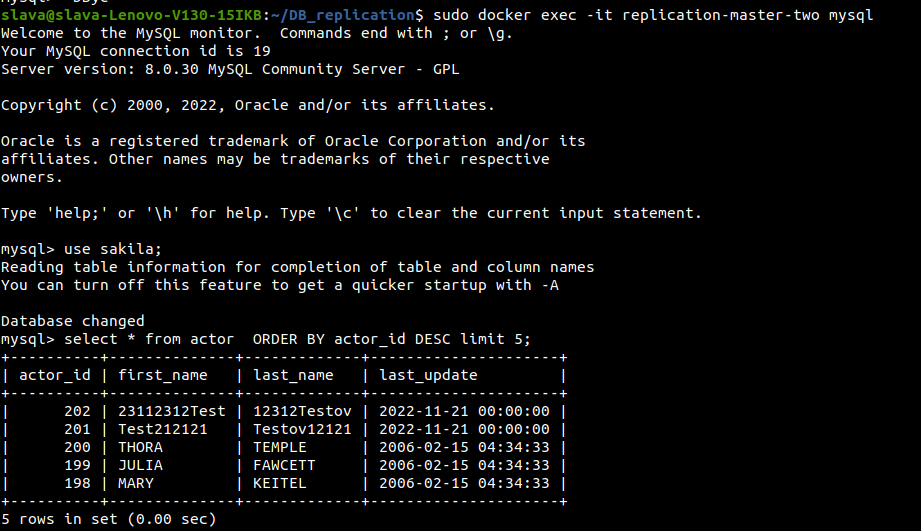 slava@slava-Lenovo-V130-15IKB:~/DB_replication$ sudo docker exec -it replication-master-two mysql
Welcome to the MySQL monitor.  Commands end with ; or \g.
Your MySQL connection id is 19
Server version: 8.0.30 MySQL Community Server - GPL

Copyright (c) 2000, 2022, Oracle and/or its affiliates.

Oracle is a registered trademark of Oracle Corporation and/or its
affiliates. Other names may be trademarks of their respective
owners.

Type 'help;' or '\h' for help. Type '\c' to clear the current input statement.

mysql> use sakila;
Reading table information for completion of table and column names
You can turn off this feature to get a quicker startup with -A

Database changed
mysql> select * from actor  ORDER BY actor_id DESC limit 5;
+----------+--------------+-------------+---------------------+
| actor_id | first_name   | last_name   | last_update         |
+----------+--------------+-------------+---------------------+
|      202 | 23112312Test | 12312Testov | 2022-11-21 00:00:00 |
|      201 | Test212121   | Testov12121 | 2022-11-21 00:00:00 |
|      200 | THORA        | TEMPLE      | 2006-02-15 04:34:33 |
|      199 | JULIA        | FAWCETT     | 2006-02-15 04:34:33 |
|      198 | MARY         | KEITEL      | 2006-02-15 04:34:33 |
+----------+--------------+-------------+---------------------+
5 rows in set (0.00 sec)